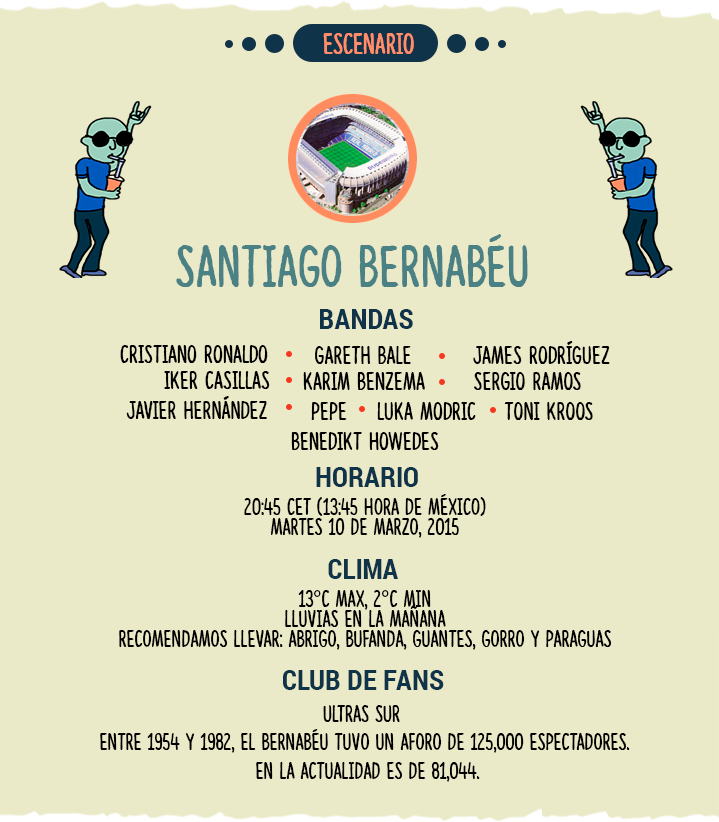 ESCENARIO
SANTIAGO BERNABÉU
BANDAS
CRISTIANO RONALDO • GARETH BALE • JAMES RODRÍGUEZ
IKER CASILLAS • KARIM BENZEMA • SERGIO RAMOS
JAVIER HERNÁNDEZ • PEPE • LUKA MODRIC • TONI KROOS
BENEDIKT HOWEDES
HORARIO
20:45 CET (13:45 HORA DE MÉXICO)
MARTES 10 DE MARZO, 2015
CLIMA
13°C MAX, 2°C MIN
LLUVIAS EN LA MAÑANA
RECOMENDAMOS LLEVAR: ABRIGO, BUFANDA, GUANTES, GORRO Y PARAGUAS
CLUB DE FANS
ULTRAS SUR
ENTRE 1954 Y 1982, EL BERNABÉU TUVO UN AFORO DE 125,000 ESPECTADORES.
EN LA ACTUALIDAD ES DE 81,044.